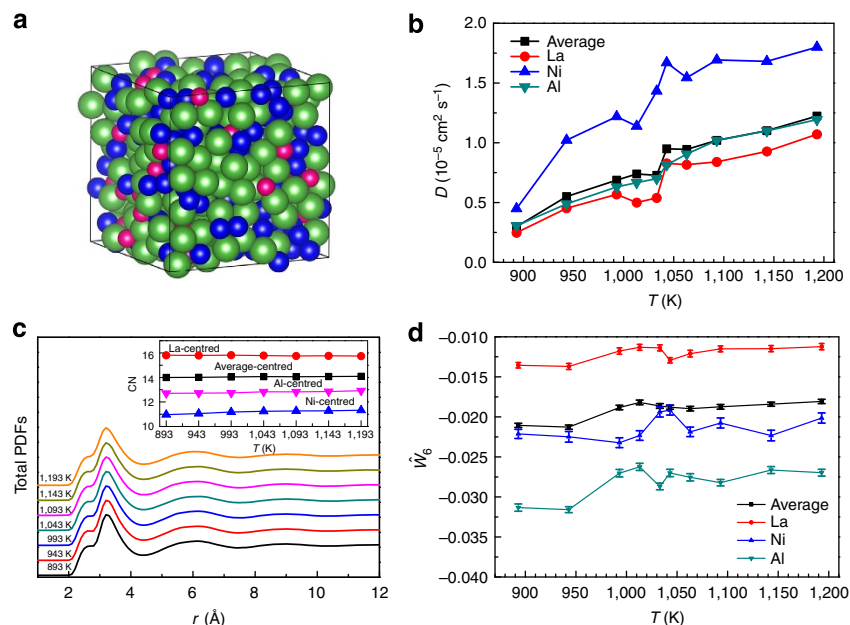 a
b
2.0
1.5
1.0
0.5
0.0
D (10⁻⁵ cm² s⁻¹)
Average
La
Ni
Al
900 950 1,000 1,050 1,100 1,150 1,200
T (K)
c
Total PDFs
1,193 K
1,143 K
1,093 K
1,043 K
993 K
943 K
893 K
2 4 6 8 10 12
r (Å)
CN
16
14
12
10
La-centred
Average-centred
Al-centred
Ni-centred
893 943 993 1,043 1,093 1,143 1,193
T (K)
d
−0.010
−0.015
−0.020
−0.025
−0.030
−0.035
−0.040
Ŵ₆
Average
La
Ni
Al
900 950 1,000 1,050 1,100 1,150 1,200
T (K)